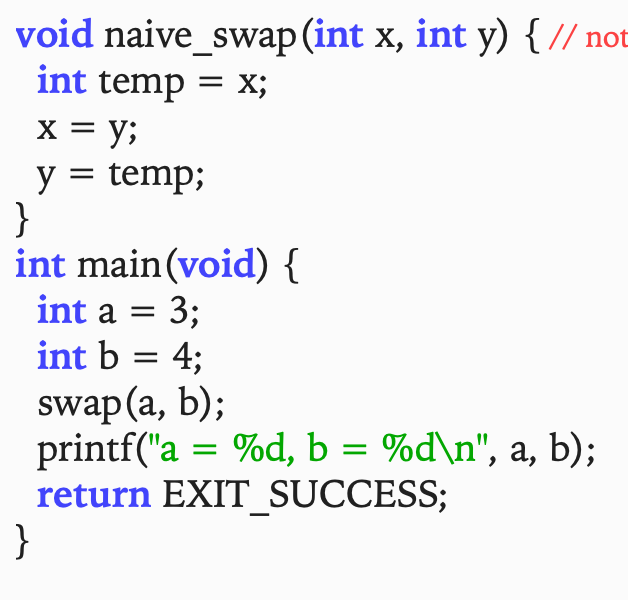 void naive_swap(int x, int y) { // not
int temp = x;
x = y;
y = temp;
}
int main(void) {
int a = 3;
int b = 4;
swap(a, b);
printf("a = %d, b = %d\n", a, b);
return EXIT_SUCCESS;
}